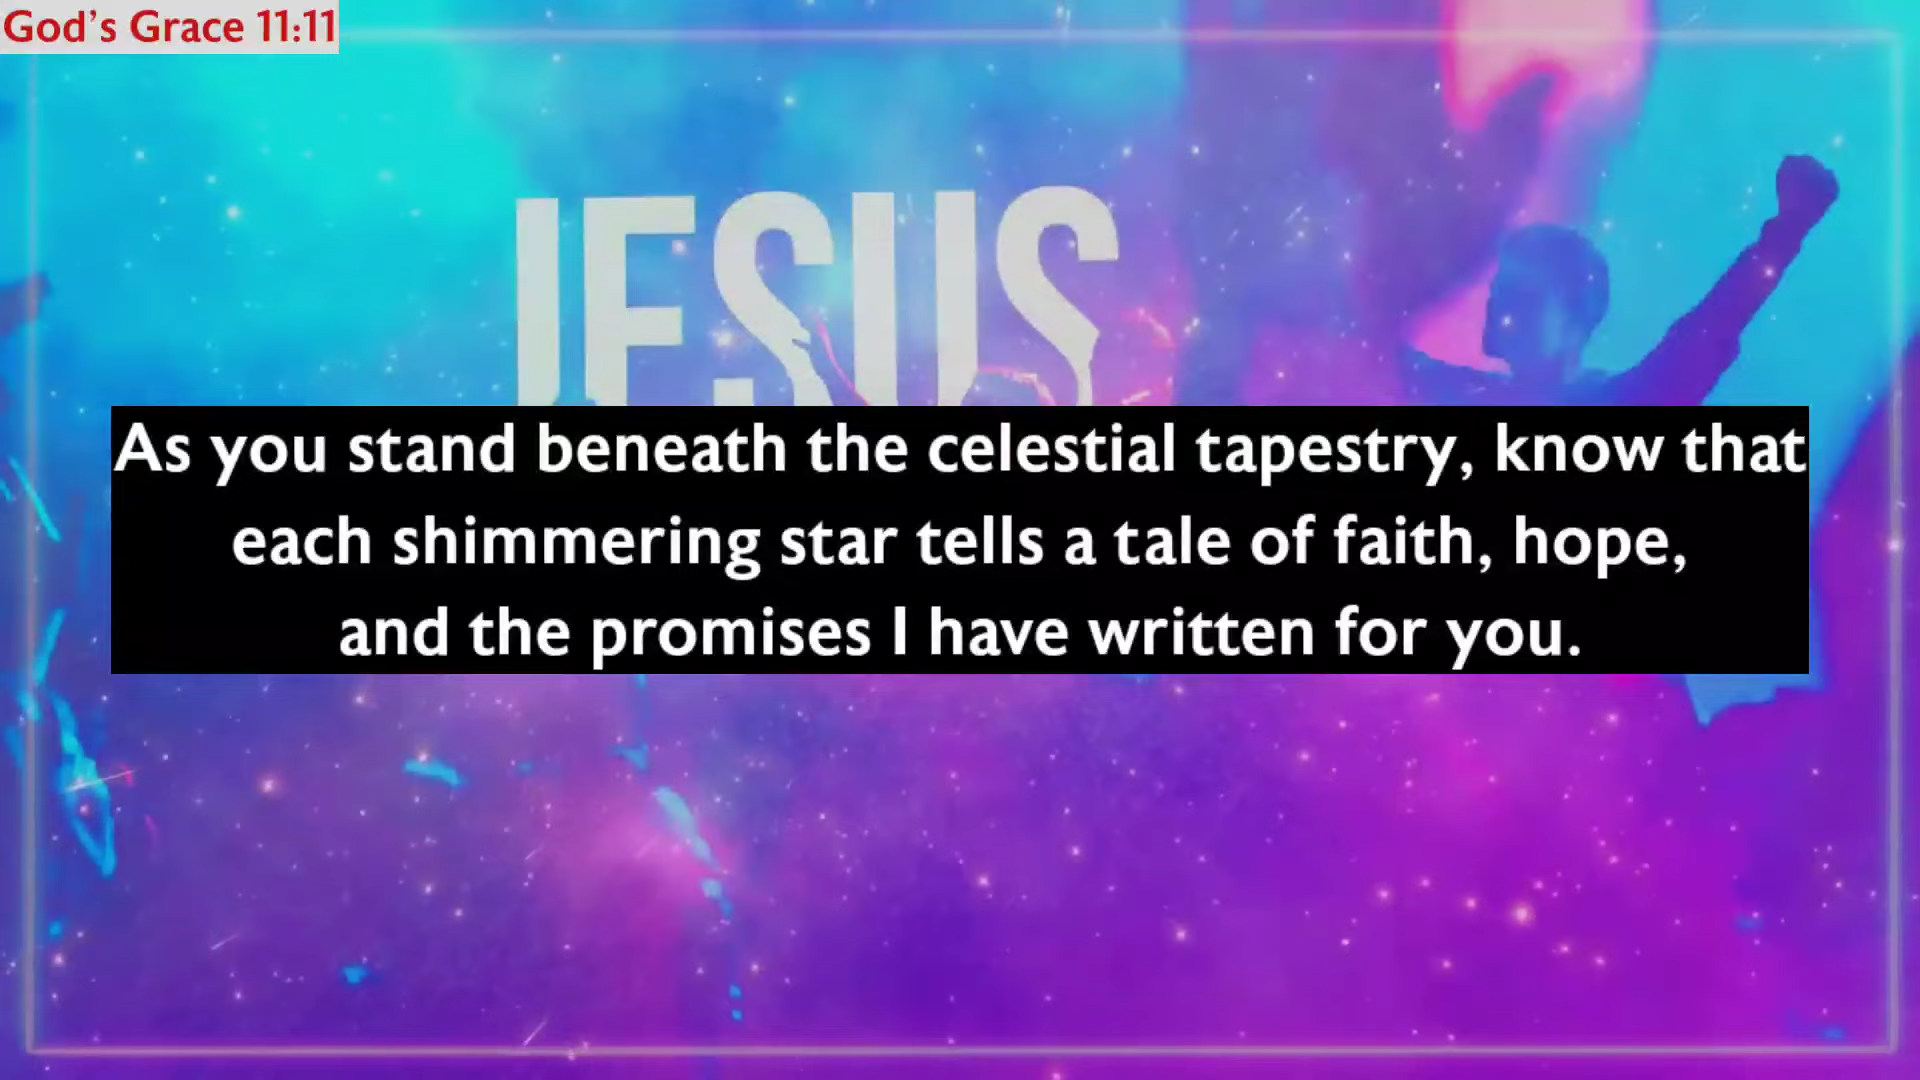 God's Grace 11:11
JESUS
As you stand beneath the celestial tapestry, know that
each shimmering star tells a tale of faith, hope,
and the promises I have written for you.